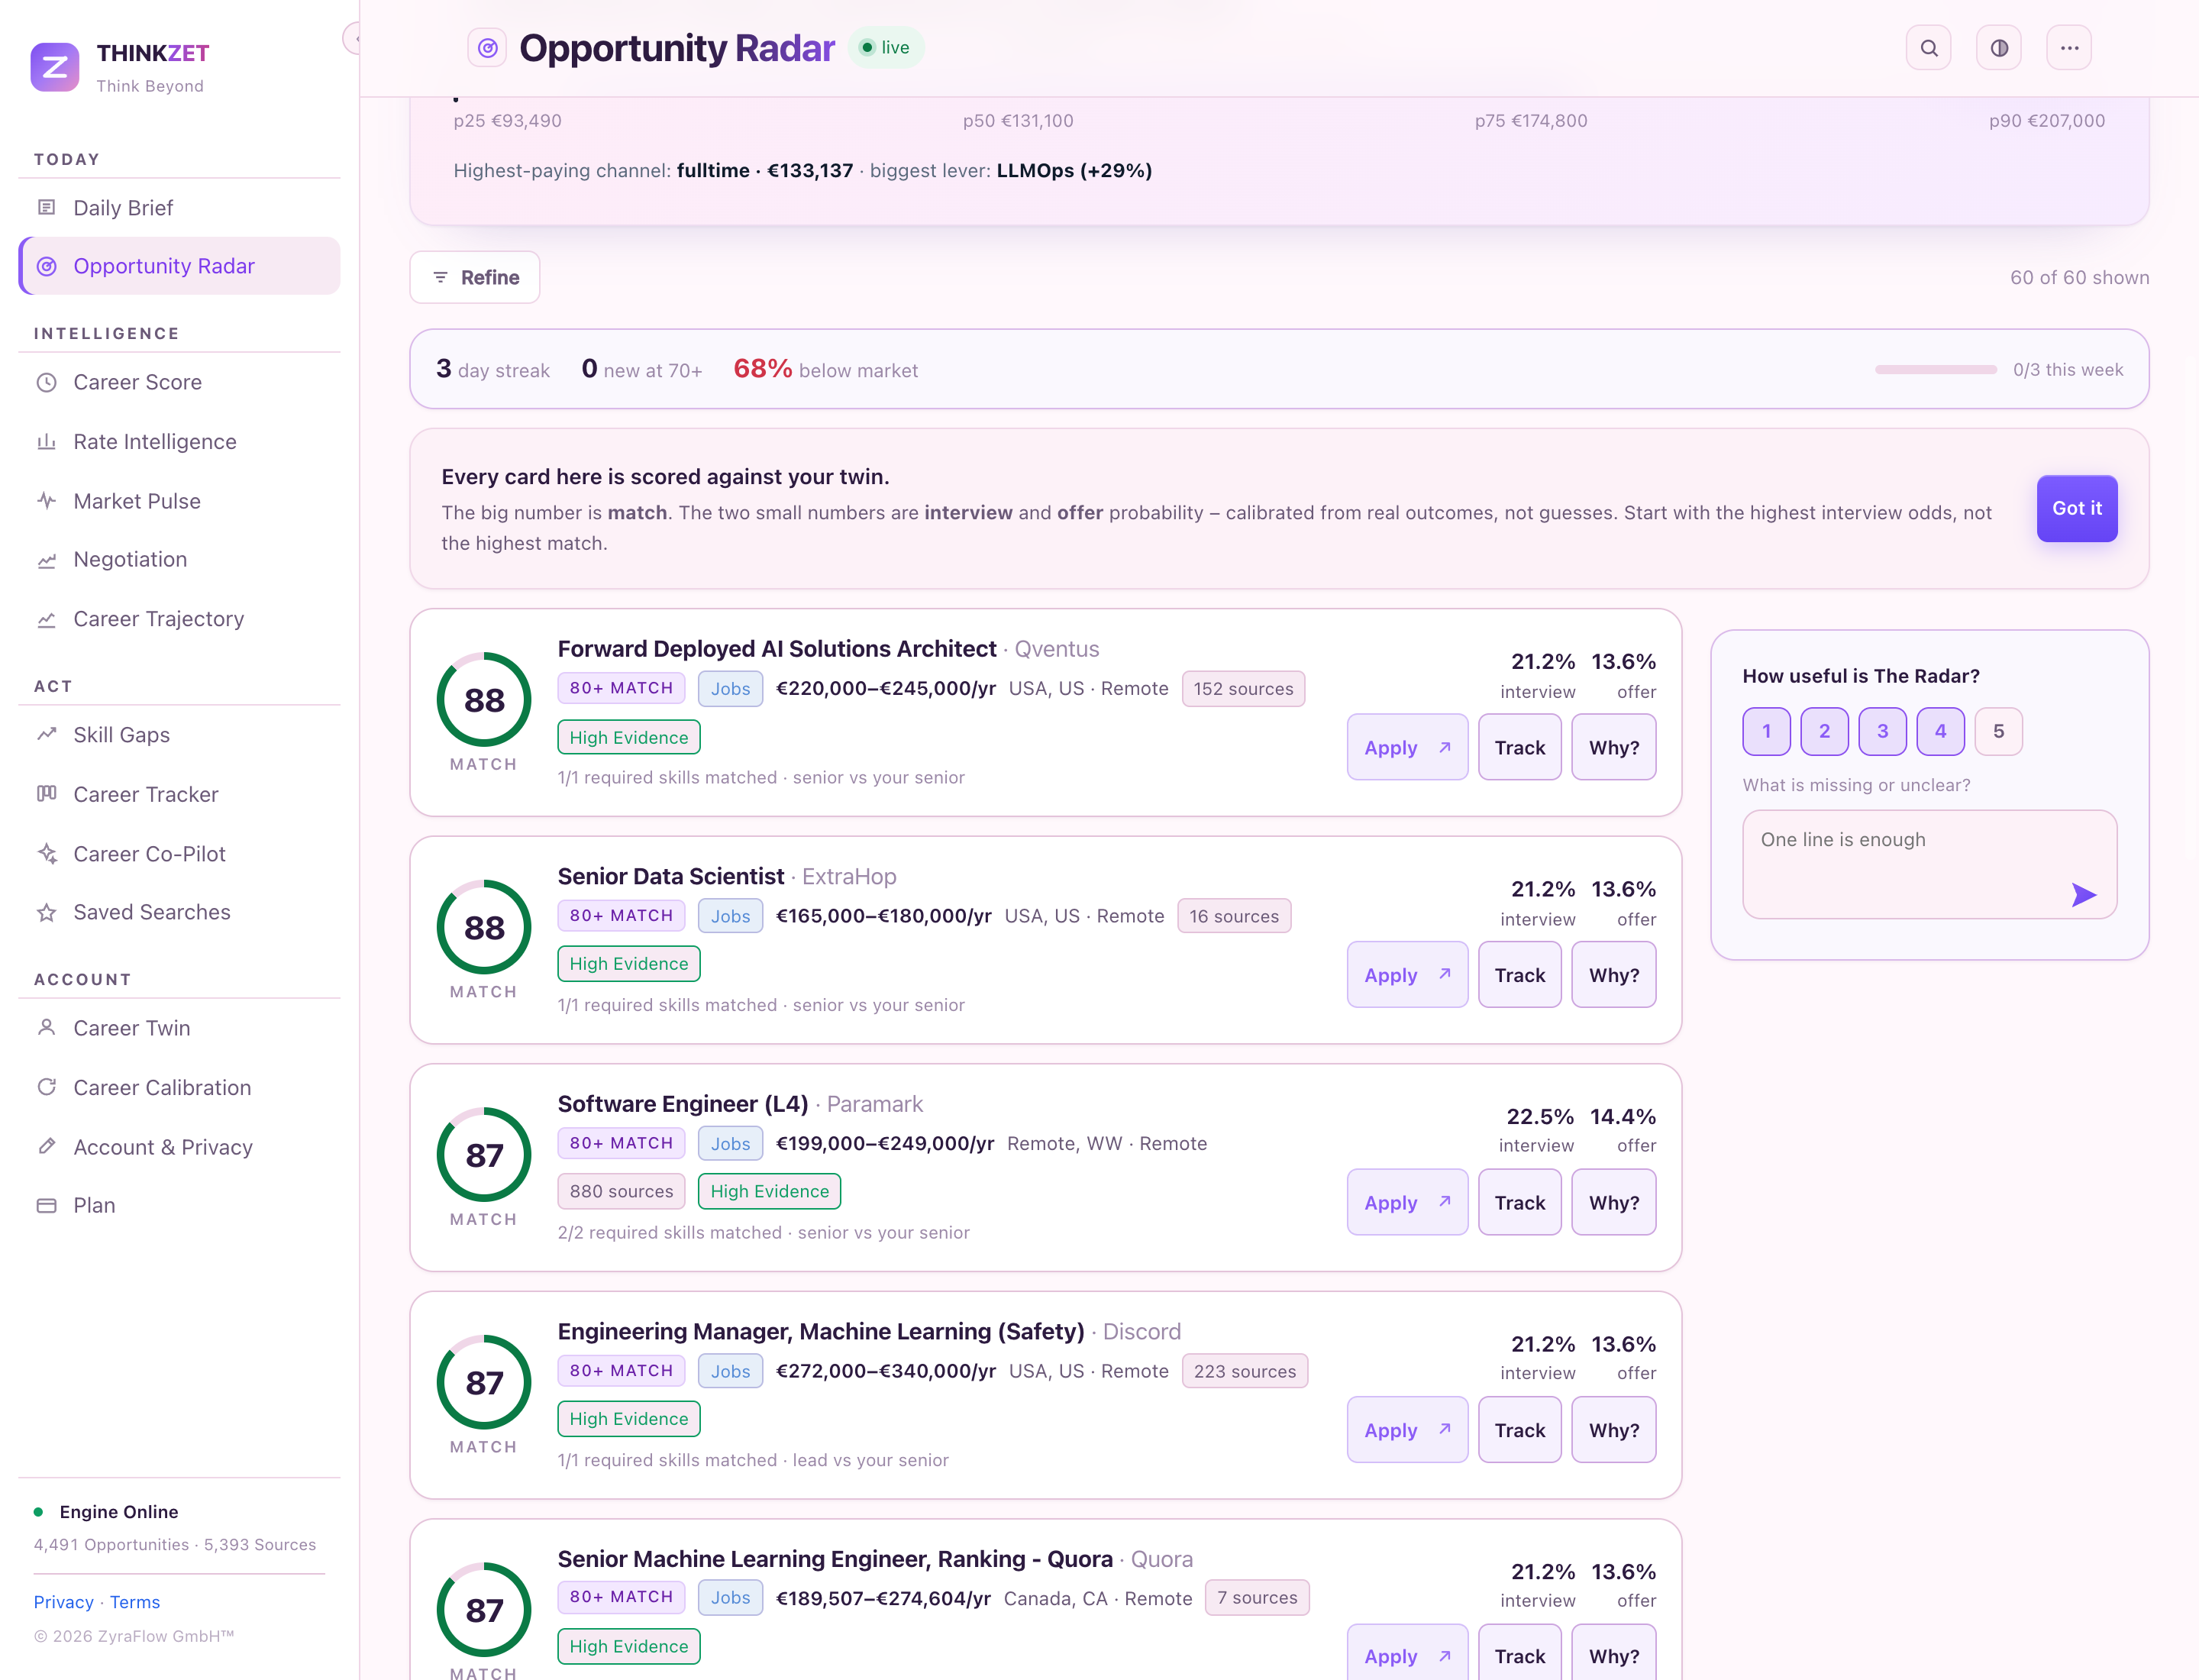 THINKZET
Think Beyond
TODAY
Daily Brief
Opportunity Radar
INTELLIGENCE
Career Score
Rate Intelligence
Market Pulse
Negotiation
Career Trajectory
ACT
Skill Gaps
Career Tracker
Career Co-Pilot
Saved Searches
ACCOUNT
Career Twin
Career Calibration
Account & Privacy
Plan
Engine Online
4,491 Opportunities · 5,393 Sources
Privacy · Terms
© 2026 ZyraFlow GmbH™
Opportunity Radar live
p25 €93,490 p50 €131,100 p75 €174,800 p90 €207,000
Highest-paying channel: fulltime · €133,137 · biggest lever: LLMOps (+29%)
Refine 60 of 60 shown
3 day streak 0 new at 70+ 68% below market 0/3 this week
Every card here is scored against your twin.
The big number is match. The two small numbers are interview and offer probability – calibrated from real outcomes, not guesses. Start with the highest interview odds, not
the highest match.
Got it
88
MATCH
Forward Deployed AI Solutions Architect · Qventus
80+ MATCH Jobs €220,000–€245,000/yr USA, US · Remote 152 sources
High Evidence
1/1 required skills matched · senior vs your senior
21.2% 13.6%
interview offer
Apply ↗ Track Why?
88
MATCH
Senior Data Scientist · ExtraHop
80+ MATCH Jobs €165,000–€180,000/yr USA, US · Remote 16 sources
High Evidence
1/1 required skills matched · senior vs your senior
21.2% 13.6%
interview offer
Apply ↗ Track Why?
87
MATCH
Software Engineer (L4) · Paramark
80+ MATCH Jobs €199,000–€249,000/yr Remote, WW · Remote
880 sources High Evidence
2/2 required skills matched · senior vs your senior
22.5% 14.4%
interview offer
Apply ↗ Track Why?
87
MATCH
Engineering Manager, Machine Learning (Safety) · Discord
80+ MATCH Jobs €272,000–€340,000/yr USA, US · Remote 223 sources
High Evidence
1/1 required skills matched · lead vs your senior
21.2% 13.6%
interview offer
Apply ↗ Track Why?
87
MATCH
Senior Machine Learning Engineer, Ranking - Quora · Quora
80+ MATCH Jobs €189,507–€274,604/yr Canada, CA · Remote 7 sources
High Evidence
21.2% 13.6%
interview offer
Apply ↗ Track Why?
How useful is The Radar?
1 2 3 4 5
What is missing or unclear?
One line is enough